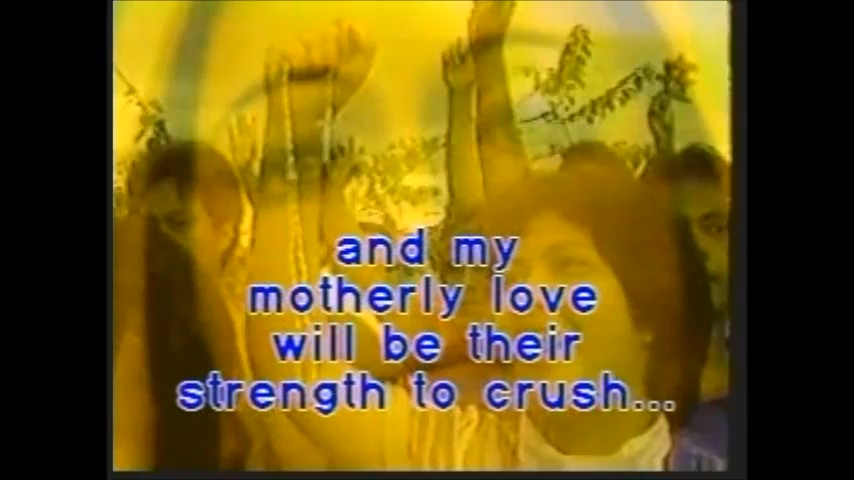 and my
motherly love
will be their
strength to crush...